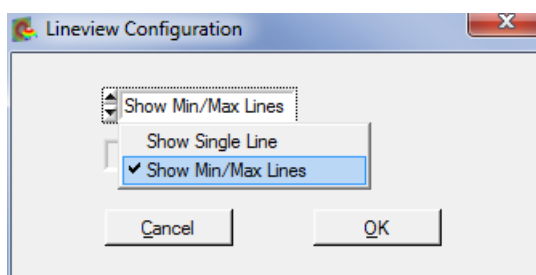 Lineview Configuration
Show Min/Max Lines
Show Single Line
✔ Show Min/Max Lines
Cancel
OK